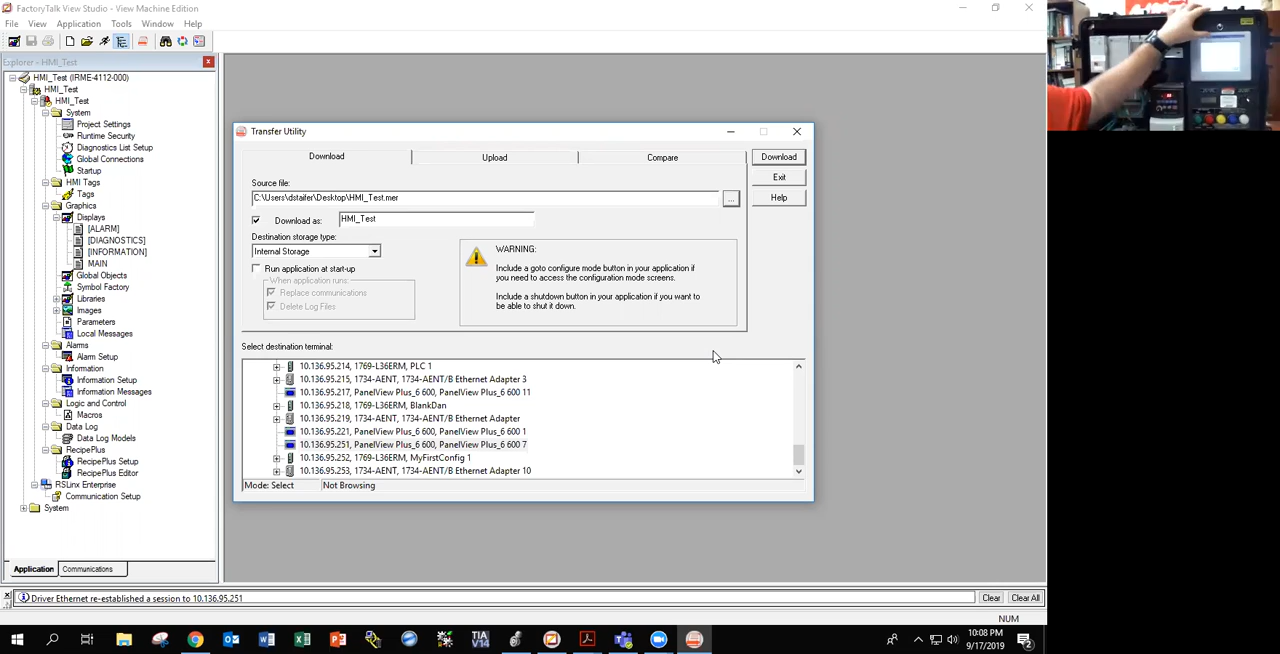 FactoryTalk View Studio - View Machine Edition
File View Application Tools Window Help
Explorer - HMI_Test
HMI_Test (IRME-4112-000)
HMI_Test
HMI_Test
System
Project Settings
Runtime Security
Diagnostics List Setup
Global Connections
Startup
HMI Tags
Tags
Graphics
Displays
[ALARM]
[DIAGNOSTICS]
[INFORMATION]
MAIN
Global Objects
Symbol Factory
Libraries
Images
Parameters
Local Messages
Alarms
Alarm Setup
Information
Information Setup
Information Messages
Logic and Control
Macros
Data Log
Data Log Models
RecipePlus
RecipePlus Setup
RecipePlus Editor
RSLinx Enterprise
Communication Setup
System
Application Communications
Transfer Utility
Download Upload Compare
Download
Exit
Help
Source file:
C:\Users\dstaifer\Desktop\HMI_Test.mer
...
Download as: HMI_Test
Destination storage type:
Internal Storage
Run application at start-up
When application runs:
Replace communications
Delete Log Files
WARNING:
Include a goto configure mode button in your application if
you need to access the configuration mode screens.
Include a shutdown button in your application if you want to
be able to shut it down.
Select destination terminal:
10.136.95.214, 1769-L36ERM, PLC 1
10.136.95.215, 1734-AENT, 1734-AENT/B Ethernet Adapter 3
10.136.95.217, PanelView Plus_6 600, PanelView Plus_6 600 11
10.136.95.218, 1769-L36ERM, BlankDan
10.136.95.219, 1734-AENT, 1734-AENT/B Ethernet Adapter
10.136.95.221, PanelView Plus_6 600, PanelView Plus_6 600 1
10.136.95.251, PanelView Plus_6 600, PanelView Plus_6 600 7
10.136.95.252, 1769-L36ERM, MyFirstConfig 1
10.136.95.253, 1734-AENT, 1734-AENT/B Ethernet Adapter 10
Mode: Select Not Browsing
Driver Ethernet re-established a session to 10.136.95.251
Clear Clear All
NUM
TIA
V14
10:08 PM
9/17/2019
2